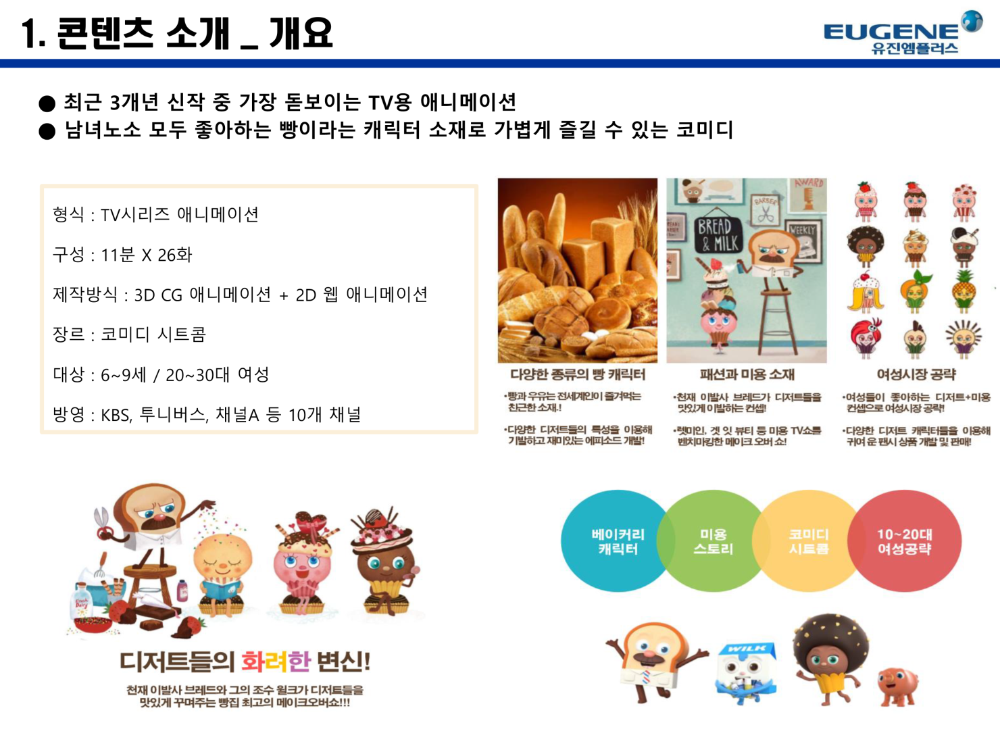 1. 콘텐츠 소개 _ 개요
EUGENE
유진엠플러스
● 최근 3개년 신작 중 가장 돋보이는 TV용 애니메이션
● 남녀노소 모두 좋아하는 빵이라는 캐릭터 소재로 가볍게 즐길 수 있는 코미디
형식 : TV시리즈 애니메이션
구성 : 11분 X 26화
제작방식 : 3D CG 애니메이션 + 2D 웹 애니메이션
장르 : 코미디 시트콤
대상 : 6~9세 / 20~30대 여성
방영 : KBS, 투니버스, 채널A 등 10개 채널
AWARD
BARBER
BREAD
& MILK
WEEKLY
다양한 종류의 빵 캐릭터
•빵과 우유는 전세계인이 즐겨먹는
친근한 소재.!
•다양한 디저트들의 특성을 이용해
기발하고 재미있는 에피소드 개발!
패션과 미용 소재
•천재 이발사 브레드가 디저트들을
맛있게 이발하는 컨셉!
•렛미인, 겟 잇 뷰티 등 미용 TV쇼를
벤치마킹한 메이크 오버 쇼!
여성시장 공략
•여성들이 좋아하는 디저트+미용
컨셉으로 여성시장 공략!
•다양한 디저트 캐릭터들을 이용해
귀여 운 팬시 상품 개발 및 판매!
Fresh
Dairy
디저트들의 화려한 변신!
천재 이발사 브레드와 그의 조수 윌크가 디저트들을
맛있게 꾸며주는 빵집 최고의 메이크오버쇼!!!
베이커리
캐릭터
미용
스토리
코미디
시트콤
10~20대
여성공략
WILK